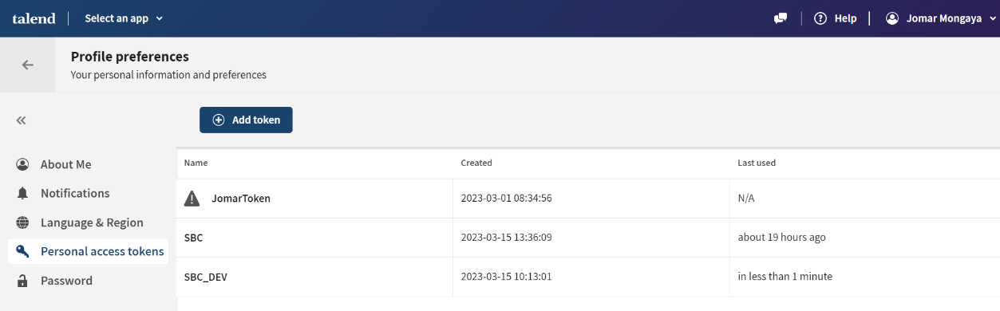 talend Select an app Help Jomar Mongaya
Profile preferences
Your personal information and preferences
Add token
About Me
Notifications
Language & Region
Personal access tokens
Password
Name Created Last used
JomarToken 2023-03-01 08:34:56 N/A
SBC 2023-03-15 13:36:09 about 19 hours ago
SBC_DEV 2023-03-15 10:13:01 in less than 1 minute